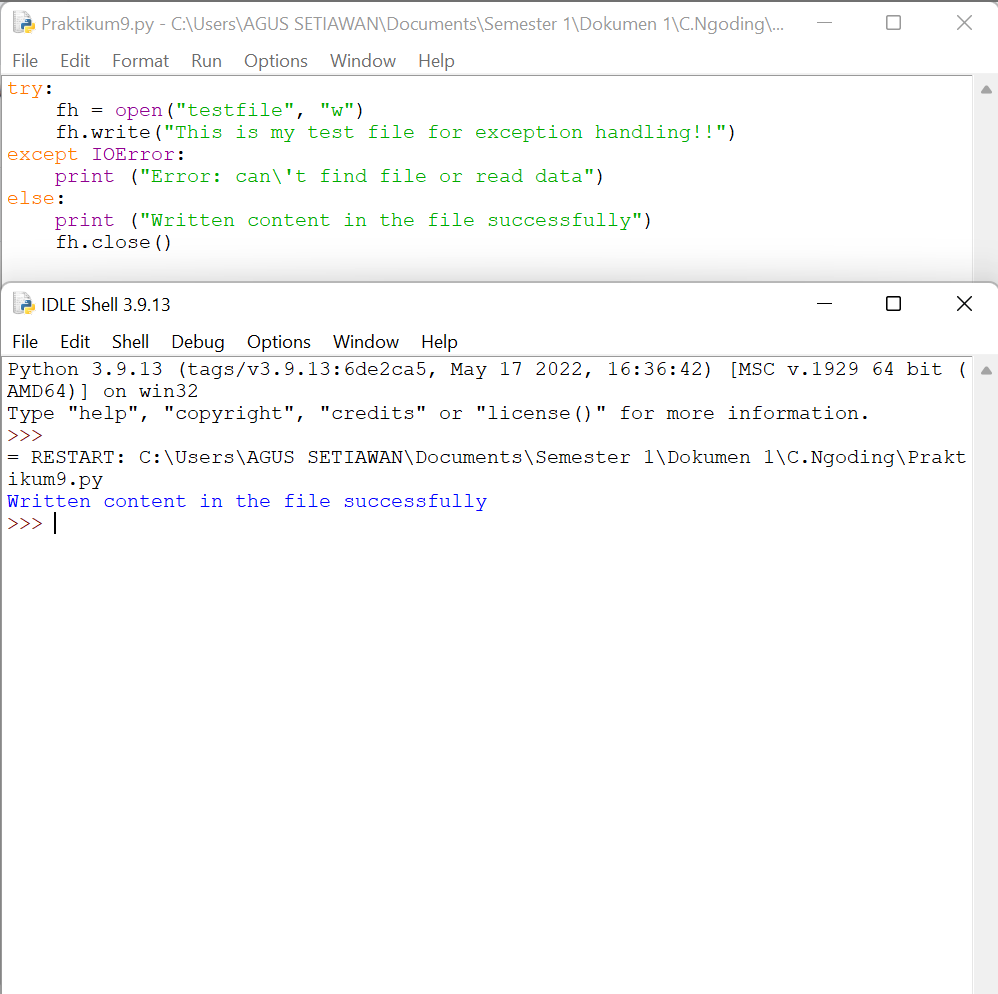 Praktikum9.py - C:\Users\AGUS SETIAWAN\Documents\Semester 1\Dokumen 1\C.Ngoding\...
File Edit Format Run Options Window Help
try:
    fh = open("testfile", "w")
    fh.write("This is my test file for exception handling!!")
except IOError:
    print ("Error: can\'t find file or read data")
else:
    print ("Written content in the file successfully")
    fh.close()
IDLE Shell 3.9.13
File Edit Shell Debug Options Window Help
Python 3.9.13 (tags/v3.9.13:6de2ca5, May 17 2022, 16:36:42) [MSC v.1929 64 bit (
AMD64)] on win32
Type "help", "copyright", "credits" or "license()" for more information.
>>>
= RESTART: C:\Users\AGUS SETIAWAN\Documents\Semester 1\Dokumen 1\C.Ngoding\Prakt
ikum9.py
Written content in the file successfully
>>>